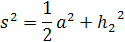 s² = 1/2 a² + h₂²